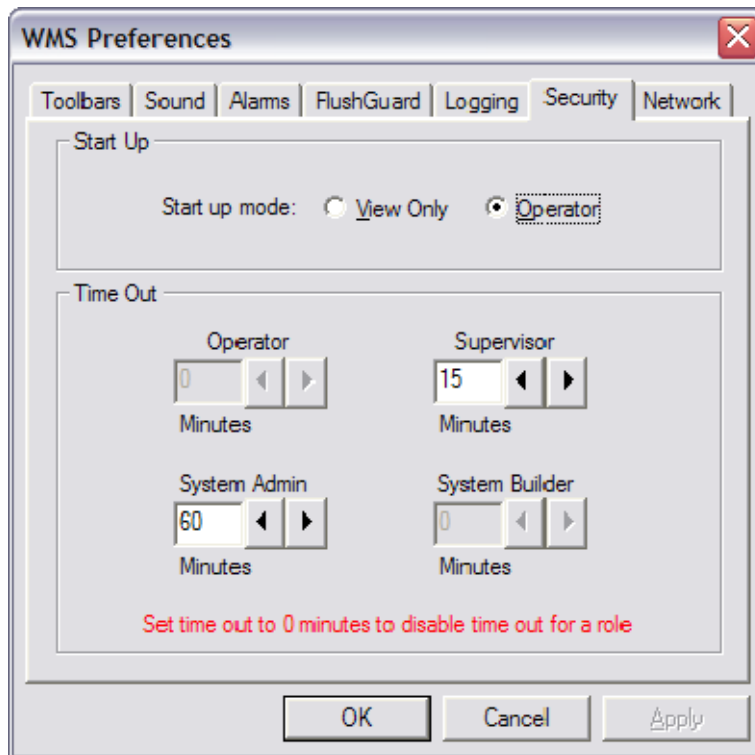 WMS Preferences
Toolbars Sound Alarms FlushGuard Logging Security Network
Start Up
Start up mode: View Only Operator
Time Out
Operator Supervisor
0 15
Minutes Minutes
System Admin System Builder
60 0
Minutes Minutes
Set time out to 0 minutes to disable time out for a role
OK Cancel Apply